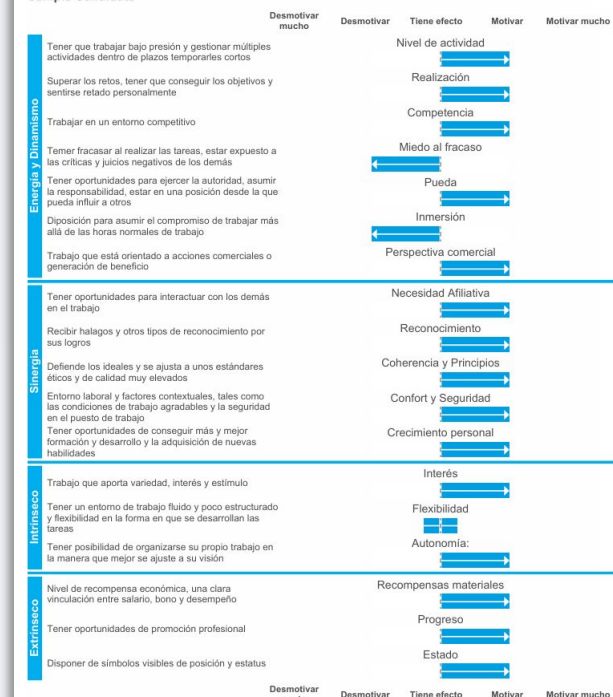 Desmotivar mucho
Desmotivar
Tiene efecto
Motivar
Motivar mucho
Energía y Dinamismo
Tener que trabajar bajo presión y gestionar múltiples
actividades dentro de plazos temporarles cortos
Nivel de actividad
Superar los retos, tener que conseguir los objetivos y
sentirse retado personalmente
Realización
Trabajar en un entorno competitivo
Competencia
Temer fracasar al realizar las tareas, estar expuesto a
las críticas y juicios negativos de los demás
Miedo al fracaso
Tener oportunidades para ejercer la autoridad, asumir
la responsabilidad, estar en una posición desde la que
pueda influir a otros
Pueda
Diposición para asumir el compromiso de trabajar más
allá de las horas normales de trabajo
Inmersión
Trabajo que está orientado a acciones comerciales o
generación de beneficio
Perspectiva comercial
Sinergia
Tener oportunidades para interactuar con los demás
en el trabajo
Necesidad Afiliativa
Recibir halagos y otros tipos de reconocimiento por
sus logros
Reconocimiento
Defiende los ideales y se ajusta a unos estándares
éticos y de calidad muy elevados
Coherencia y Principios
Entorno laboral y factores contextuales, tales como
las condiciones de trabajo agradables y la seguridad
en el puesto de trabajo
Confort y Seguridad
Tener oportunidades de conseguir más y mejor
formación y desarrollo y la adquisición de nuevas
habilidades
Crecimiento personal
Intrínseco
Trabajo que aporta variedad, interés y estímulo
Interés
Tener un entorno de trabajo fluido y poco estructurado
y flexibilidad en la forma en que se desarrollan las
tareas
Flexibilidad
Tener posibilidad de organizarse su propio trabajo en
la manera que mejor se ajuste a su visión
Autonomía:
Extrínseco
Nivel de recompensa económica, una clara
vinculación entre salario, bono y desempeño
Recompensas materiales
Tener oportunidades de promoción profesional
Progreso
Disponer de símbolos visibles de posición y estatus
Estado
Desmotivar
Desmotivar
Tiene efecto
Motivar
Motivar mucho